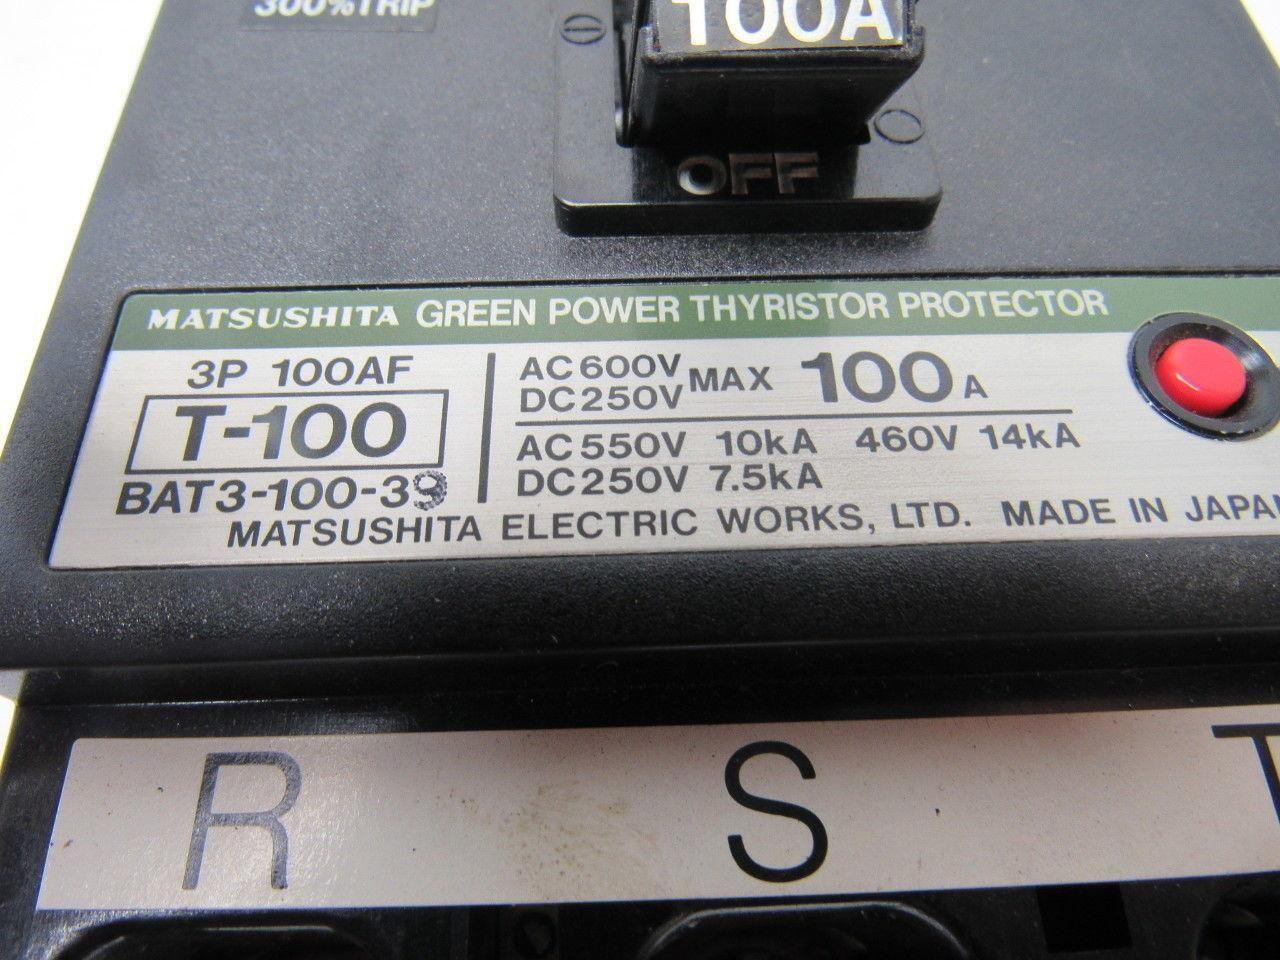 300%TRIP
100A
OFF
MATSUSHITA GREEN POWER THYRISTOR PROTECTOR
3P 100AF
T-100
BAT3-100-39
AC600V
DC250V MAX 100A
AC550V 10kA 460V 14kA
DC250V 7.5kA
MATSUSHITA ELECTRIC WORKS, LTD. MADE IN JAPAN
R S T